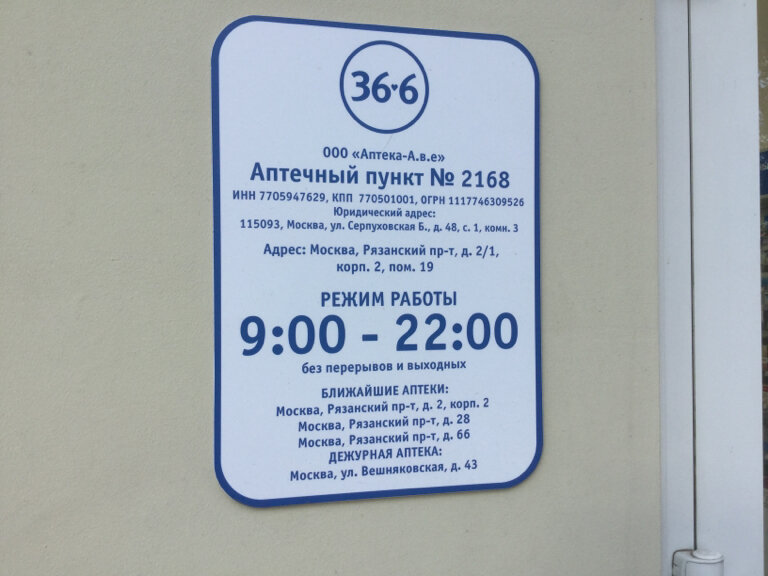 36•6
ООО «Аптека-А.в.е»
Аптечный пункт № 2168
ИНН 7705947629, КПП 770501001, ОГРН 1117746309526
Юридический адрес:
115093, Москва, ул. Серпуховская Б., д. 48, с. 1, комн. 3
Адрес: Москва, Рязанский пр-т, д. 2/1,
корп. 2, пом. 19
РЕЖИМ РАБОТЫ
9:00 - 22:00
без перерывов и выходных
БЛИЖАЙШИЕ АПТЕКИ:
Москва, Рязанский пр-т, д. 2, корп. 2
Москва, Рязанский пр-т, д. 28
Москва, Рязанский пр-т, д. 66
ДЕЖУРНАЯ АПТЕКА:
Москва, ул. Вешняковская, д. 43